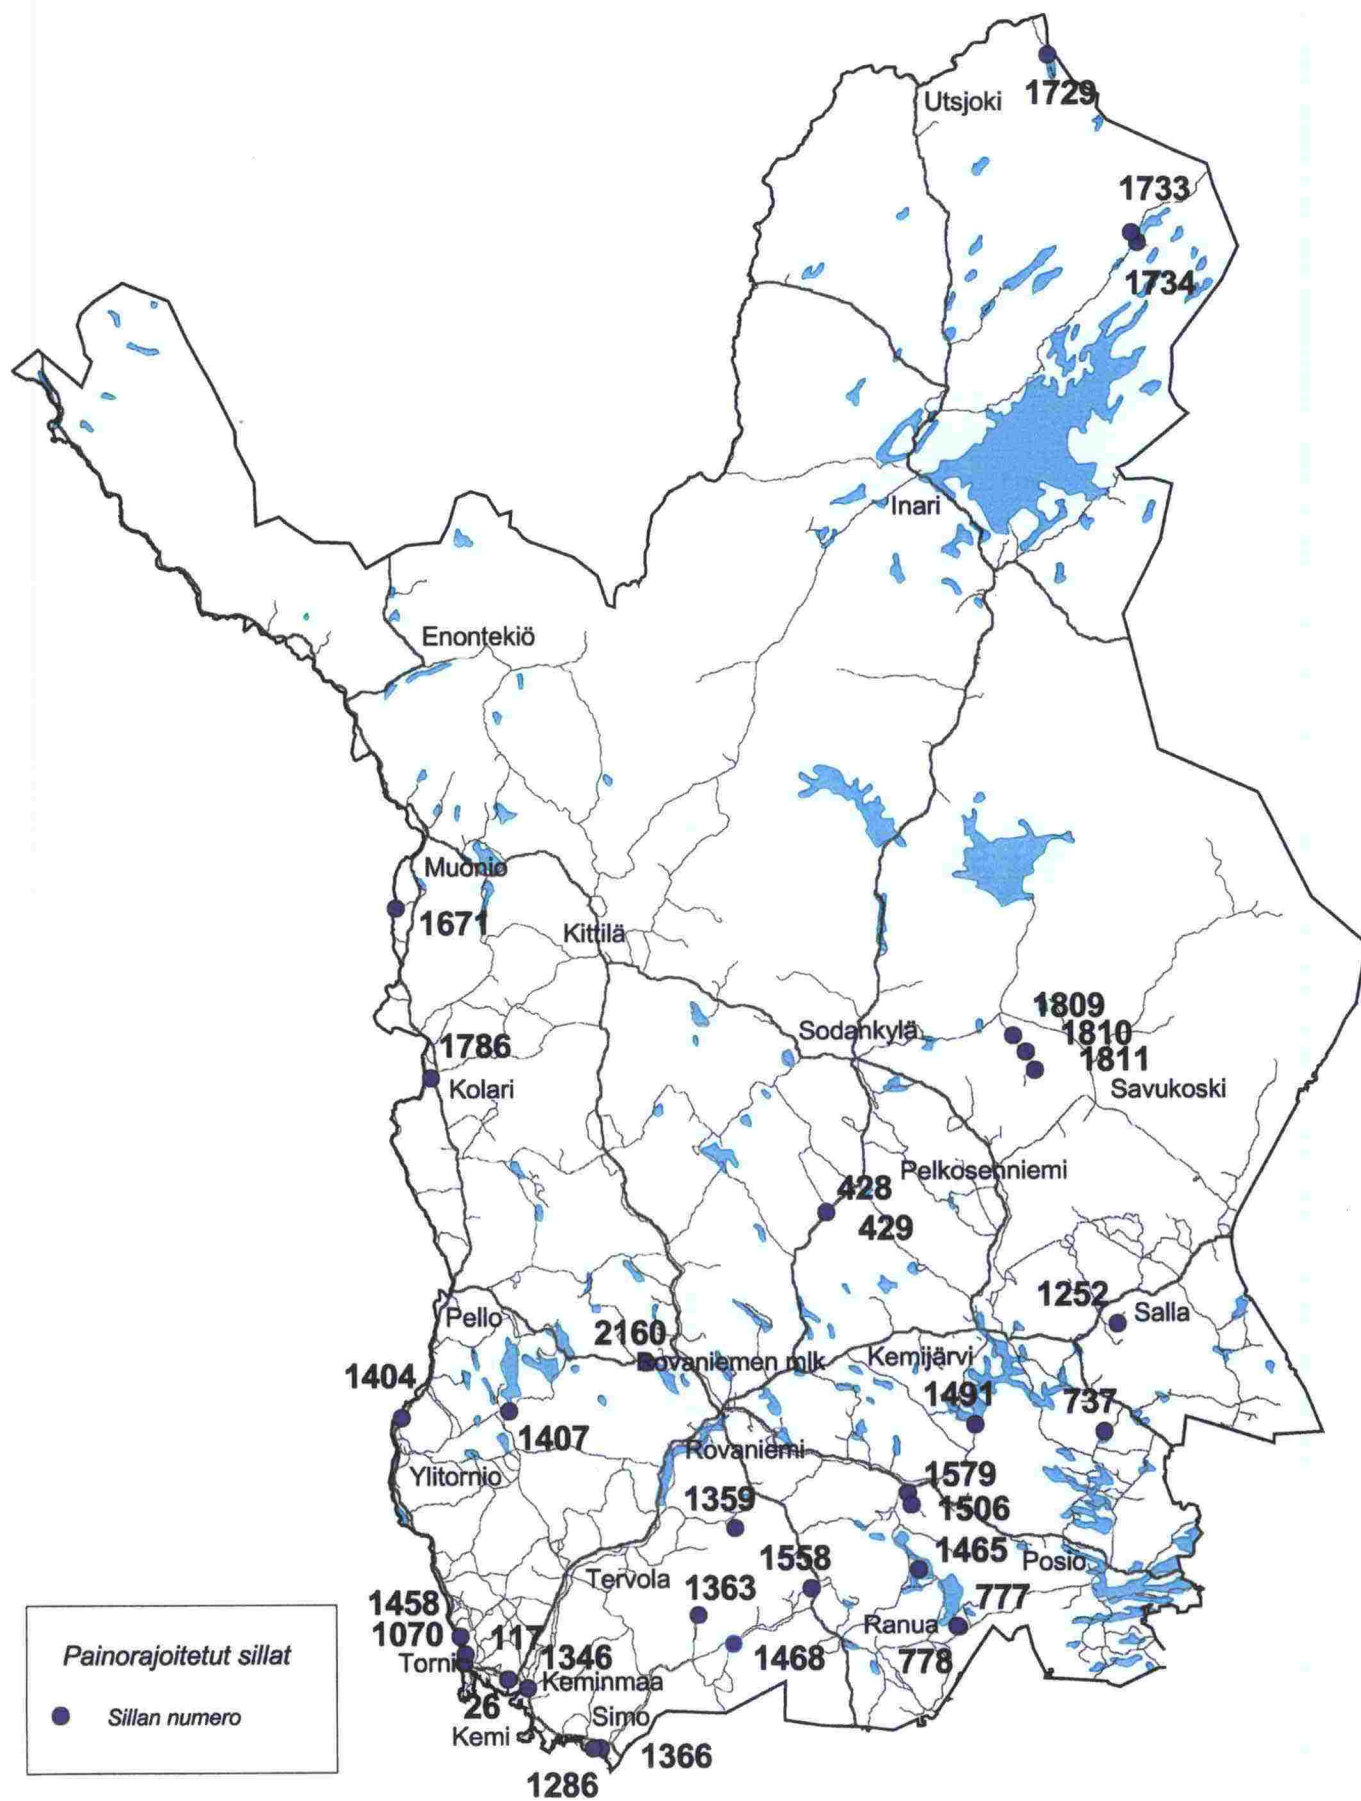 1729
Utsjoki
1733
1734
Inari
Enontekiö
Muonio
1671
Kittilä
1809
Sodankylä
1810
1786
1811
Kolari
Savukoski
Pelkosenniemi
428
429
1252
Salla
Pello
2160
Rovaniemen mlk
Kemijärvi
1404
1491
737
1407
Rovaniemi
Ylitornio
1579
1359
1506
1465
Posio
1558
Tervola
1363
777
1458
Ranua
1070
117
Tornio
1346
1468
778
Keminmaa
26
Simo
Kemi
1366
1286
Painorajoitetut sillat
Sillan numero